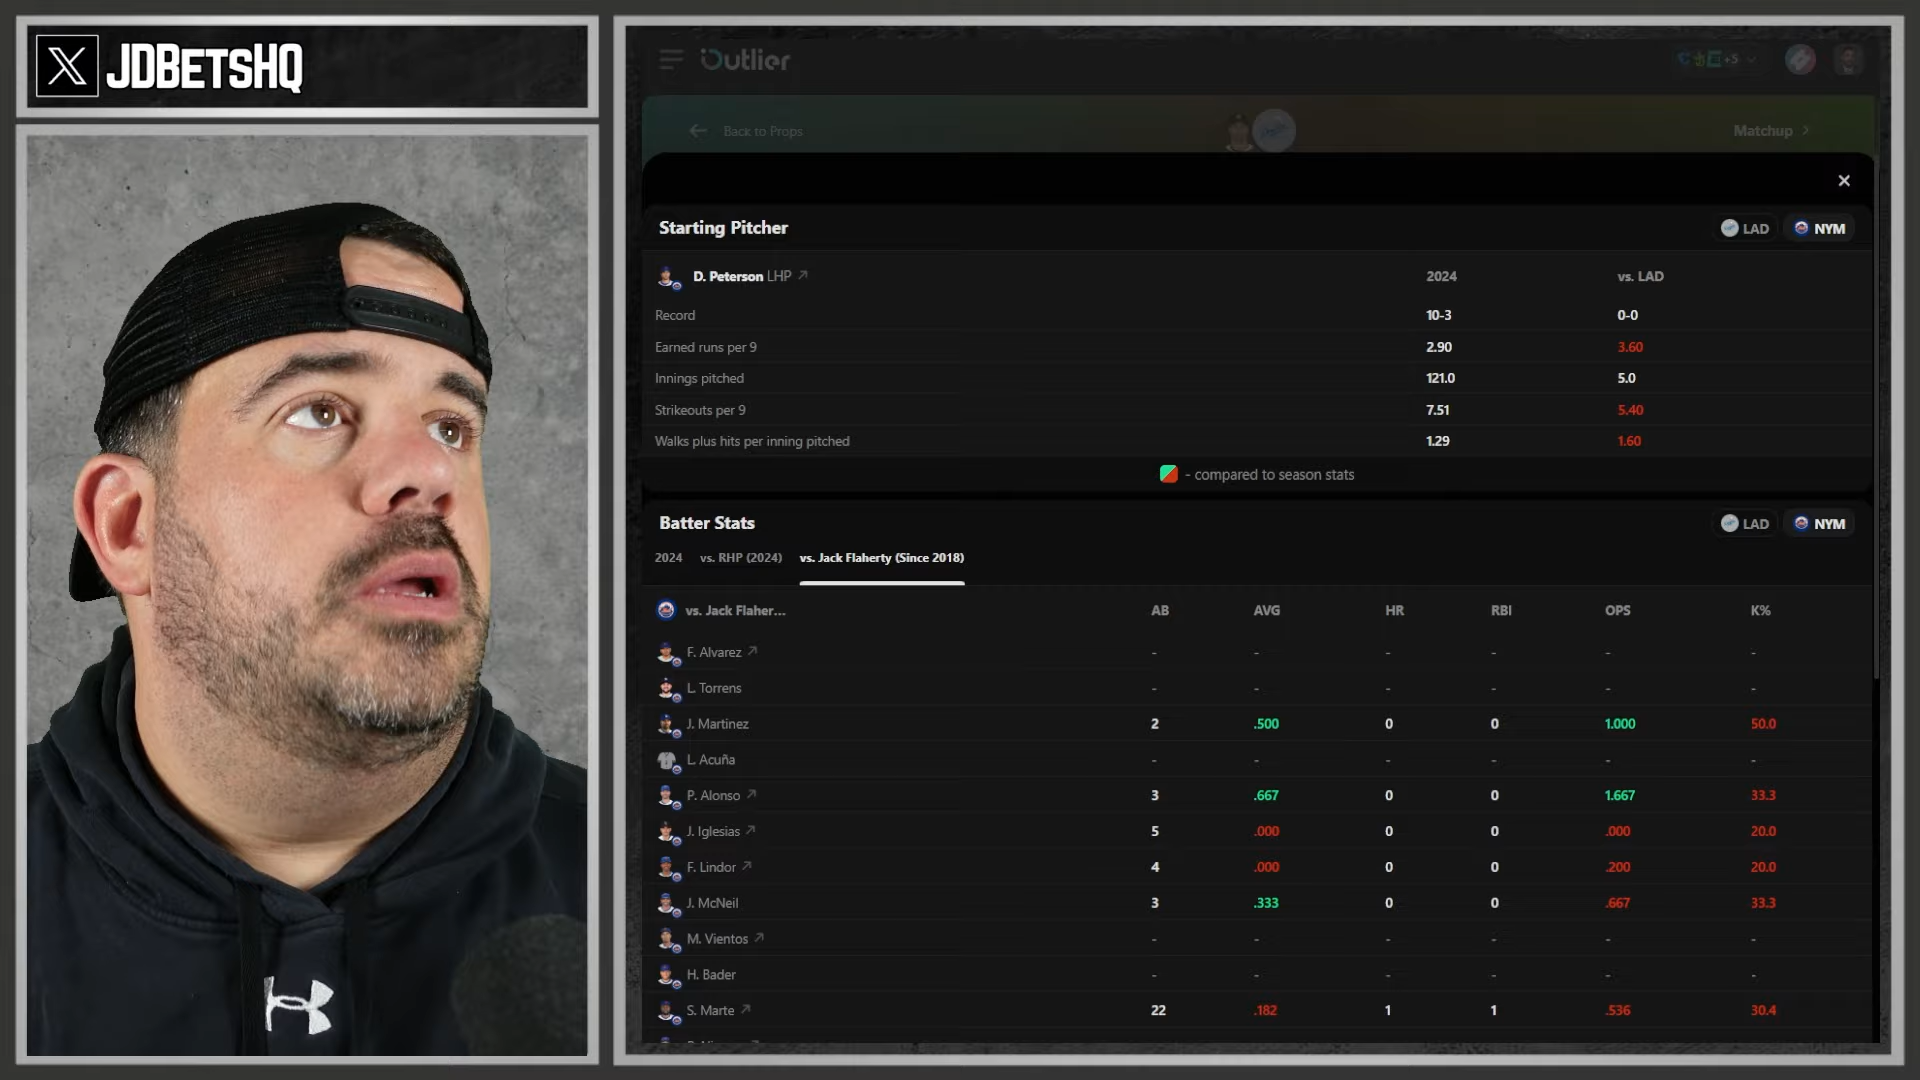 JDBetsHQ
Outlier
+5
Back to Props
Matchup
Starting Pitcher
LAD NYM
D. Peterson LHP 2024 vs. LAD
Record 10-3 0-0
Earned runs per 9 2.90 3.60
Innings pitched 121.0 5.0
Strikeouts per 9 7.51 5.40
Walks plus hits per inning pitched 1.29 1.60
- compared to season stats
Batter Stats
LAD NYM
2024 vs. RHP (2024) vs. Jack Flaherty (Since 2018)
vs. Jack Flaher... AB AVG HR RBI OPS K%
F. Alvarez - - - - - -
L. Torrens - - - - - -
J. Martinez 2 .500 0 0 1.000 50.0
L. Acuña - - - - - -
P. Alonso 3 .667 0 0 1.667 33.3
J. Iglesias 5 .000 0 0 .000 20.0
F. Lindor 4 .000 0 0 .200 20.0
J. McNeil 3 .333 0 0 .667 33.3
M. Vientos - - - - - -
H. Bader - - - - - -
S. Marte 22 .182 1 1 .536 30.4